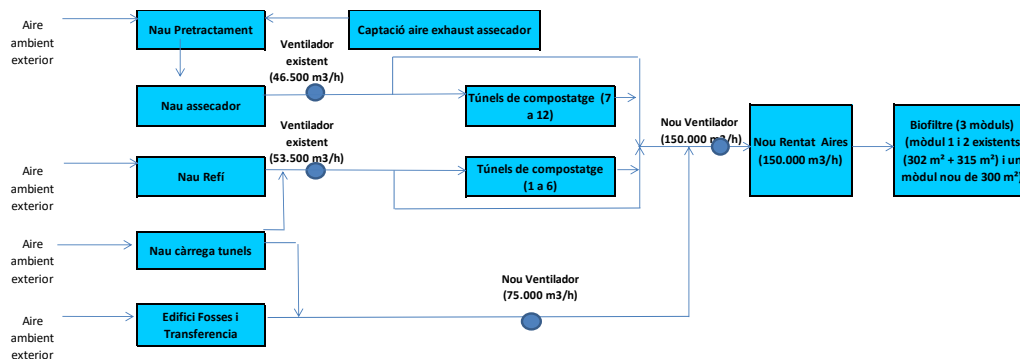 Aire
ambient
exterior
Nau Pretractament
Captació aire exhaust assecador
Ventilador
existent
(46.500 m3/h)
Nau assecador
Túnels de compostatge (7
a 12)
Ventilador
existent
(53.500 m3/h)
Nou Ventilador
(150.000 m3/h)
Nou Rentat Aires
(150.000 m3/h)
Biofiltre (3 mòduls)
(mòdul 1 i 2 existents
(302 m² + 315 m²) i un
mòdul nou de 300 m²)
Aire
ambient
exterior
Nau Refí
Túnels de compostatge
(1 a 6)
Aire
ambient
exterior
Nau càrrega tunels
Nou Ventilador
(75.000 m3/h)
Aire
ambient
exterior
Edifici Fosses i
Transferencia